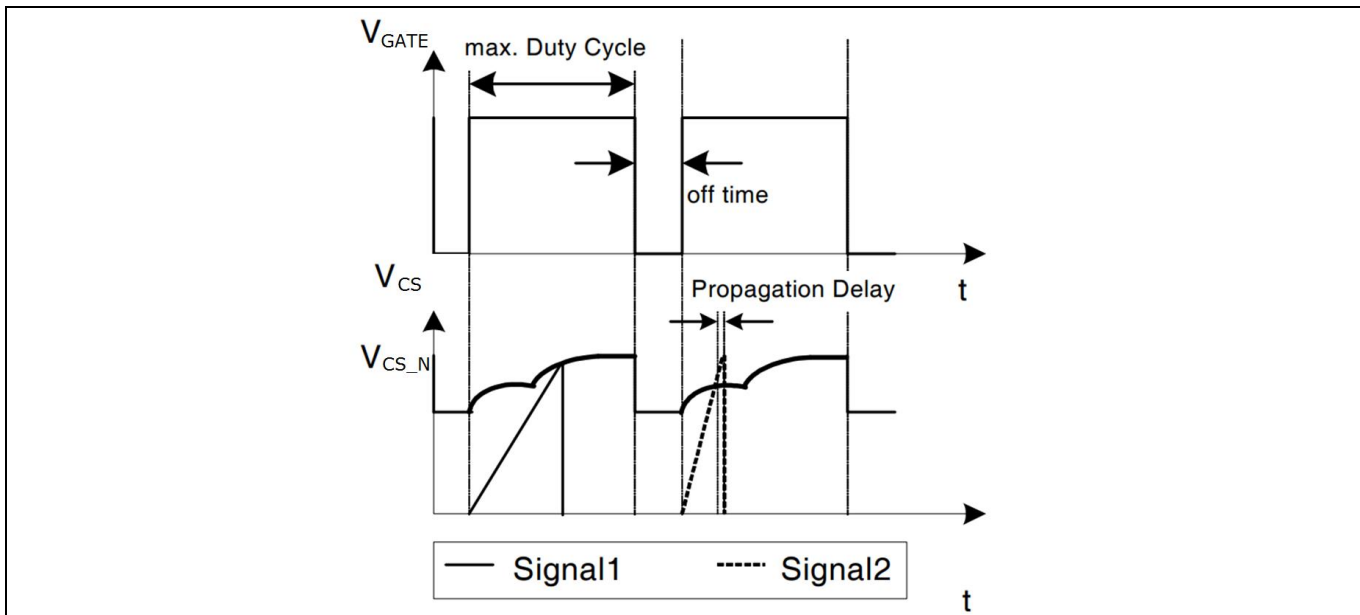 VGATE
max. Duty Cycle
off time
VCS
Propagation Delay
t
VCS_N
Signal1
Signal2
t